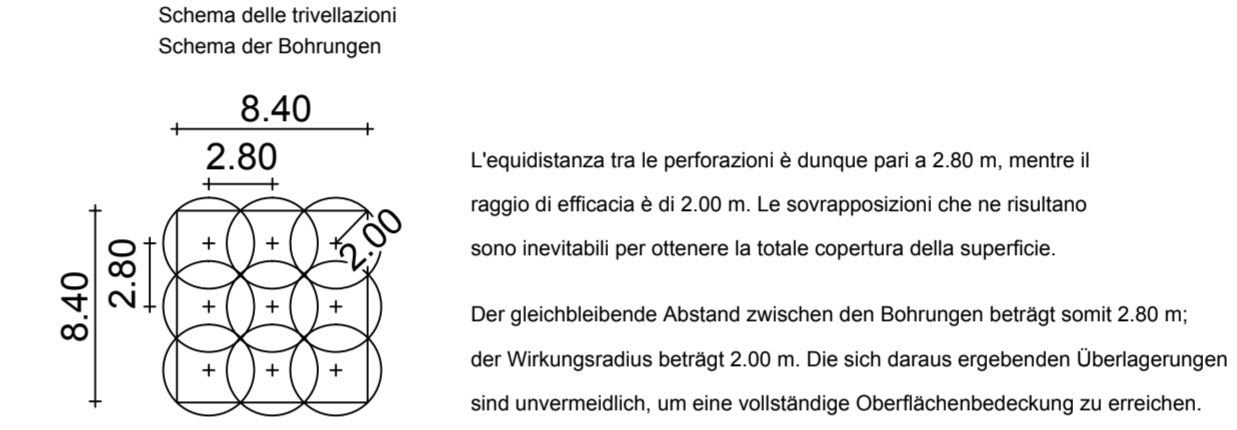 Schema delle trivellazioni
Schema der Bohrungen
8.40
2.80
2.00
2.80
8.40
L'equidistanza tra le perforazioni è dunque pari a 2.80 m, mentre il
raggio di efficacia è di 2.00 m. Le sovrapposizioni che ne risultano
sono inevitabili per ottenere la totale copertura della superficie.
Der gleichbleibende Abstand zwischen den Bohrungen beträgt somit 2.80 m;
der Wirkungsradius beträgt 2.00 m. Die sich daraus ergebenden Überlagerungen
sind unvermeidlich, um eine vollständige Oberflächenbedeckung zu erreichen.